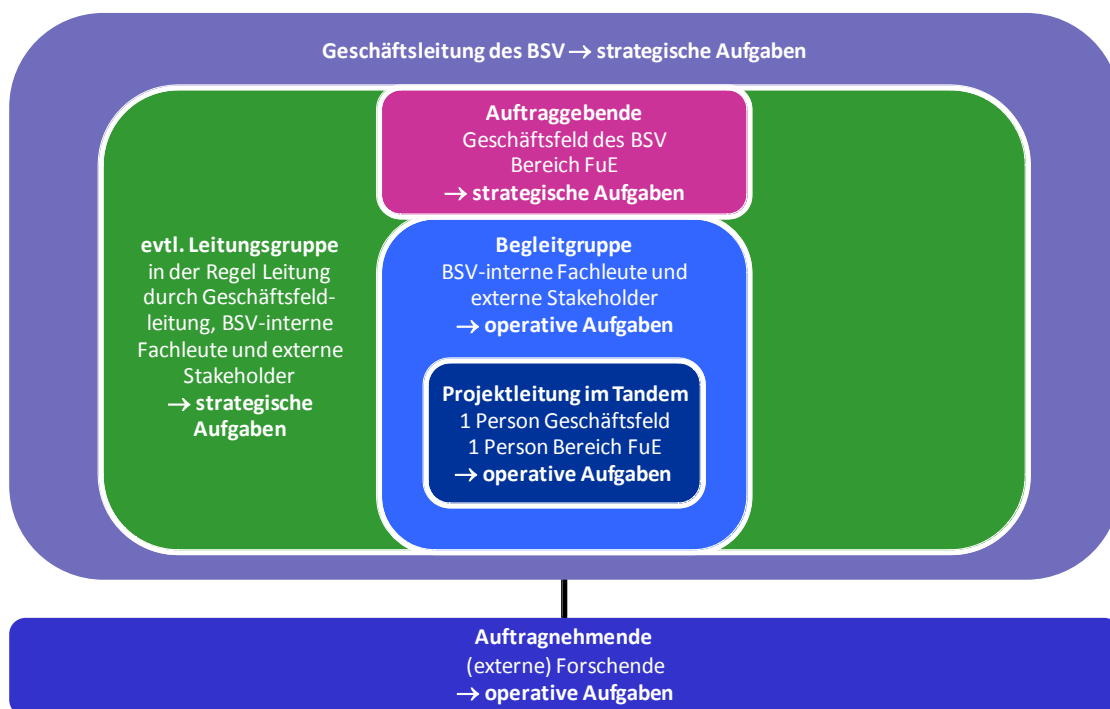 Geschäftsleitung des BSV → strategische Aufgaben
Auftraggebende
Geschäftsfeld des BSV
Bereich FuE
→ strategische Aufgaben
evtl. Leitungsgruppe
in der Regel Leitung
durch Geschäftsfeld-
leitung, BSV-interne
Fachleute und externe
Stakeholder
→ strategische
Aufgaben
Begleitgruppe
BSV-interne Fachleute und
externe Stakeholder
→ operative Aufgaben
Projektleitung im Tandem
1 Person Geschäftsfeld
1 Person Bereich FuE
→ operative Aufgaben
Auftragnehmende
(externe) Forschende
→ operative Aufgaben